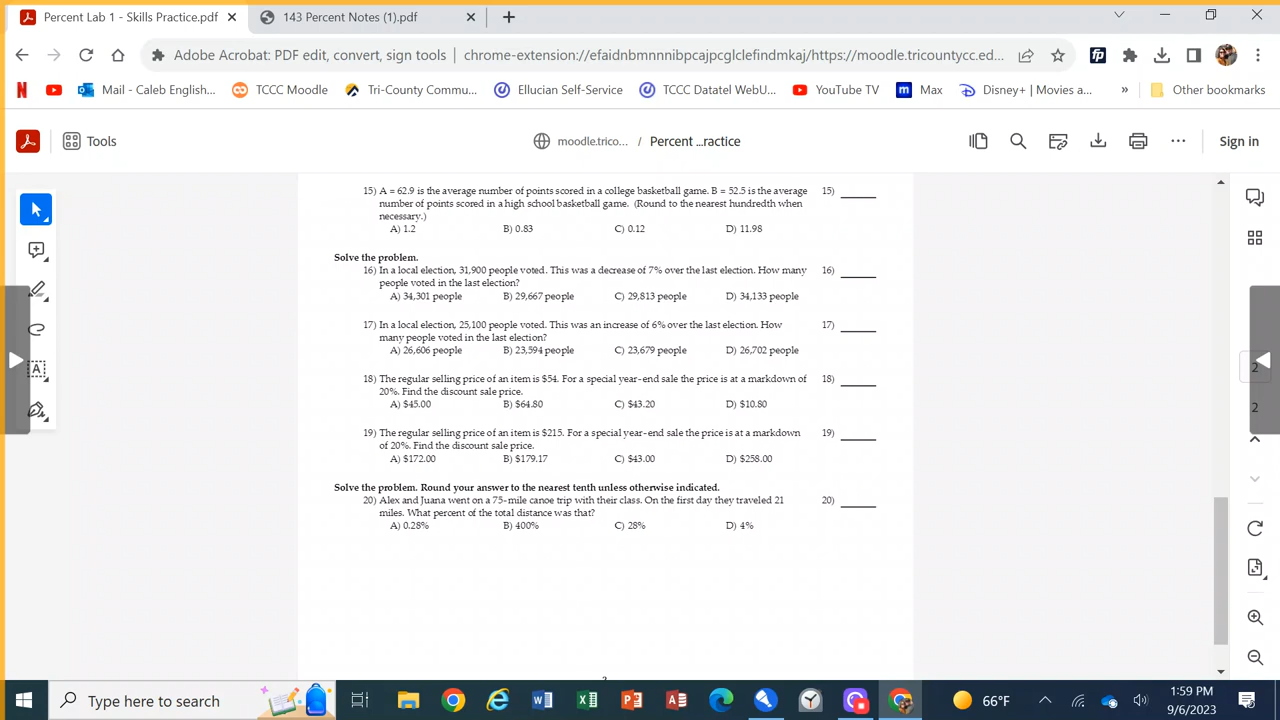 Percent Lab 1 - Skills Practice.pdf
143 Percent Notes (1).pdf
Adobe Acrobat: PDF edit, convert, sign tools | chrome-extension://efaidnbmnnnibpcajpcglclefindmkaj/https://moodle.tricountycc.ed...
Mail - Caleb English... TCCC Moodle Tri-County Commu... Ellucian Self-Service TCCC Datatel WebU... YouTube TV Max Disney+ | Movies a... » Other bookmarks
Tools
moodle.trico... / Percent ...ractice
Sign in
15) A = 62.9 is the average number of points scored in a college basketball game. B = 52.5 is the average 15)
number of points scored in a high school basketball game. (Round to the nearest hundredth when
necessary.)
A) 1.2 B) 0.83 C) 0.12 D) 11.98
Solve the problem.
16) In a local election, 31,900 people voted. This was a decrease of 7% over the last election. How many 16)
people voted in the last election?
A) 34,301 people B) 29,667 people C) 29,813 people D) 34,133 people
17) In a local election, 25,100 people voted. This was an increase of 6% over the last election. How 17)
many people voted in the last election?
A) 26,606 people B) 23,594 people C) 23,679 people D) 26,702 people
18) The regular selling price of an item is $54. For a special year-end sale the price is at a markdown of 18)
20%. Find the discount sale price.
A) $45.00 B) $64.80 C) $43.20 D) $10.80
19) The regular selling price of an item is $215. For a special year-end sale the price is at a markdown 19)
of 20%. Find the discount sale price.
A) $172.00 B) $179.17 C) $43.00 D) $258.00
Solve the problem. Round your answer to the nearest tenth unless otherwise indicated.
20) Alex and Juana went on a 75-mile canoe trip with their class. On the first day they traveled 21 20)
miles. What percent of the total distance was that?
A) 0.28% B) 400% C) 28% D) 4%
2
2
Type here to search
66°F
1:59 PM
9/6/2023